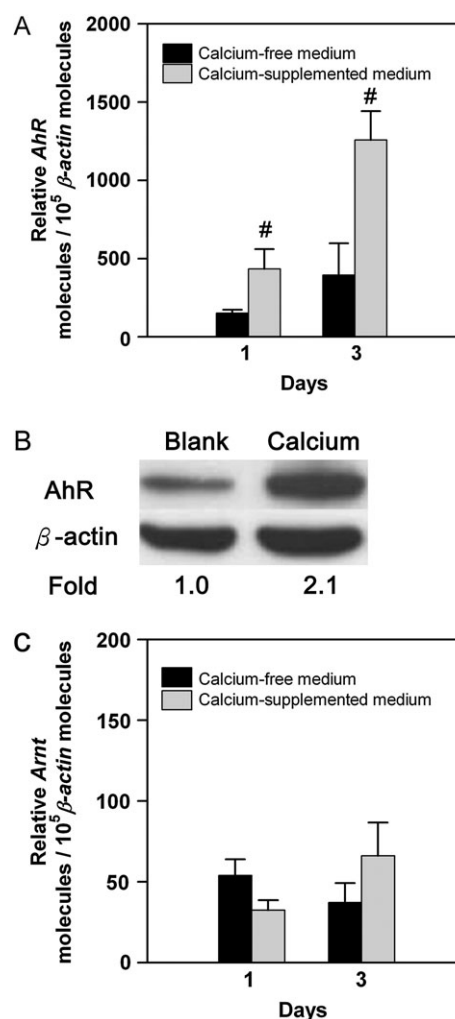 A
Relative AhR
molecules / 10⁵ β-actin molecules
2000
1500
1000
500
0
Calcium-free medium
Calcium-supplemented medium
#
#
1 3
Days
B
Blank Calcium
AhR
β-actin
Fold 1.0 2.1
C
Relative Arnt
molecules / 10⁵ β-actin molecules
200
150
100
50
0
Calcium-free medium
Calcium-supplemented medium
1 3
Days